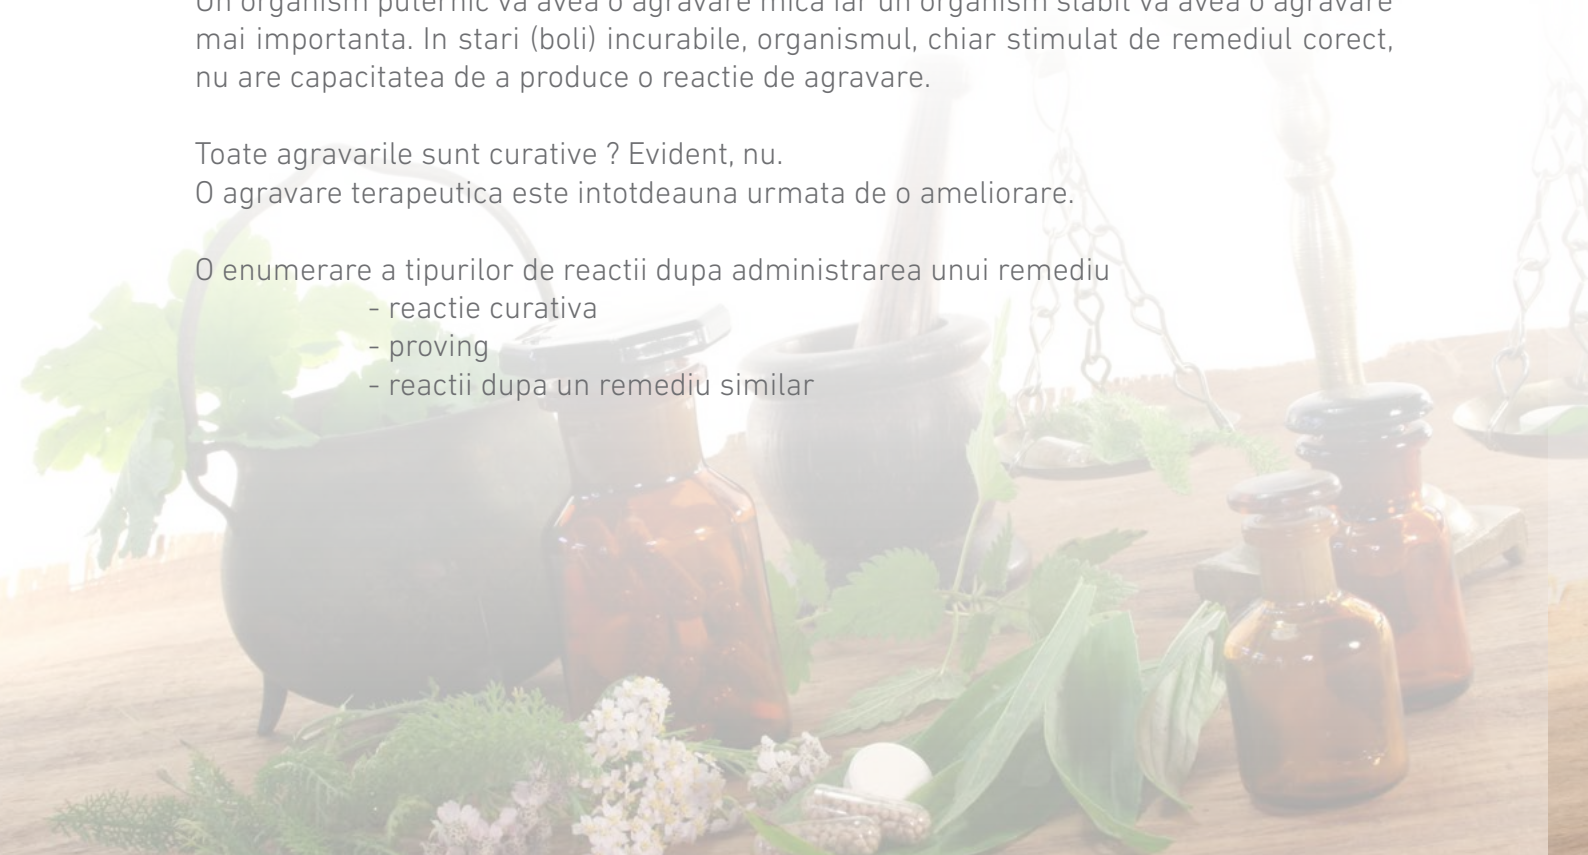 Un organism puternic va avea o agravare mica iar un organism slabit va avea o agravare
mai importanta. In stari (boli) incurabile, organismul, chiar stimulat de remediul corect,
nu are capacitatea de a produce o reactie de agravare.
Toate agravarile sunt curative ? Evident, nu.
O agravare terapeutica este intotdeauna urmata de o ameliorare.
O enumerare a tipurilor de reactii dupa administrarea unui remediu
- reactie curativa
- proving
- reactii dupa un remediu similar